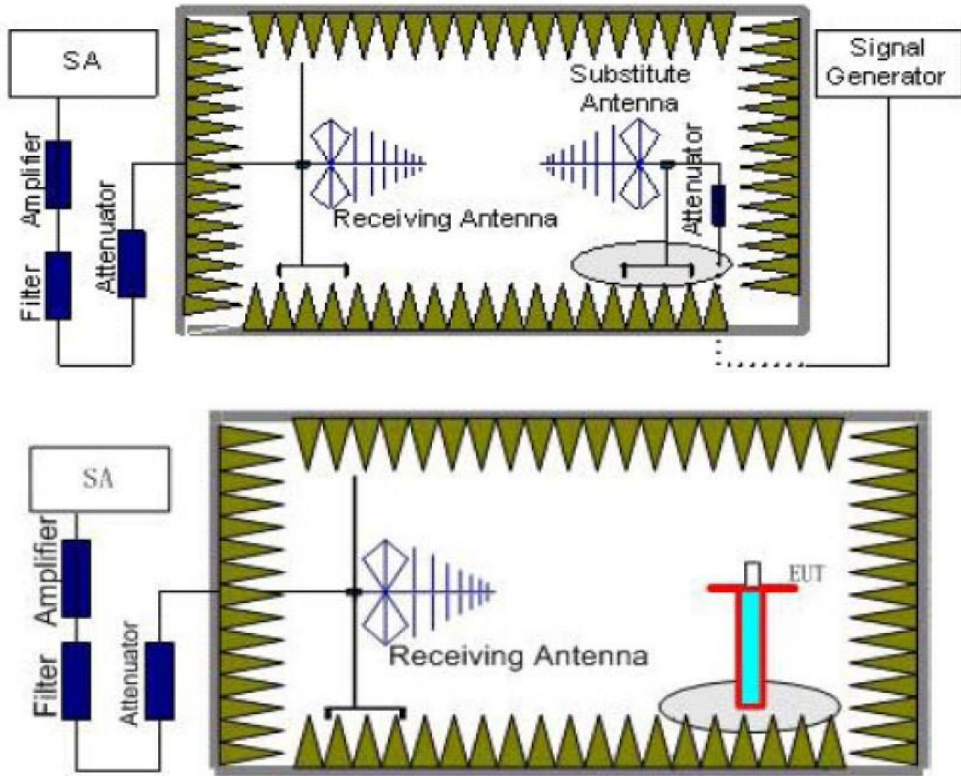 SA
Signal
Generator
Substitute
Antenna
Amplifier
Attenuator
Filter
Receiving Antenna
Attenuator
SA
Amplifier
Filter
Attenuator
Receiving Antenna
EUT